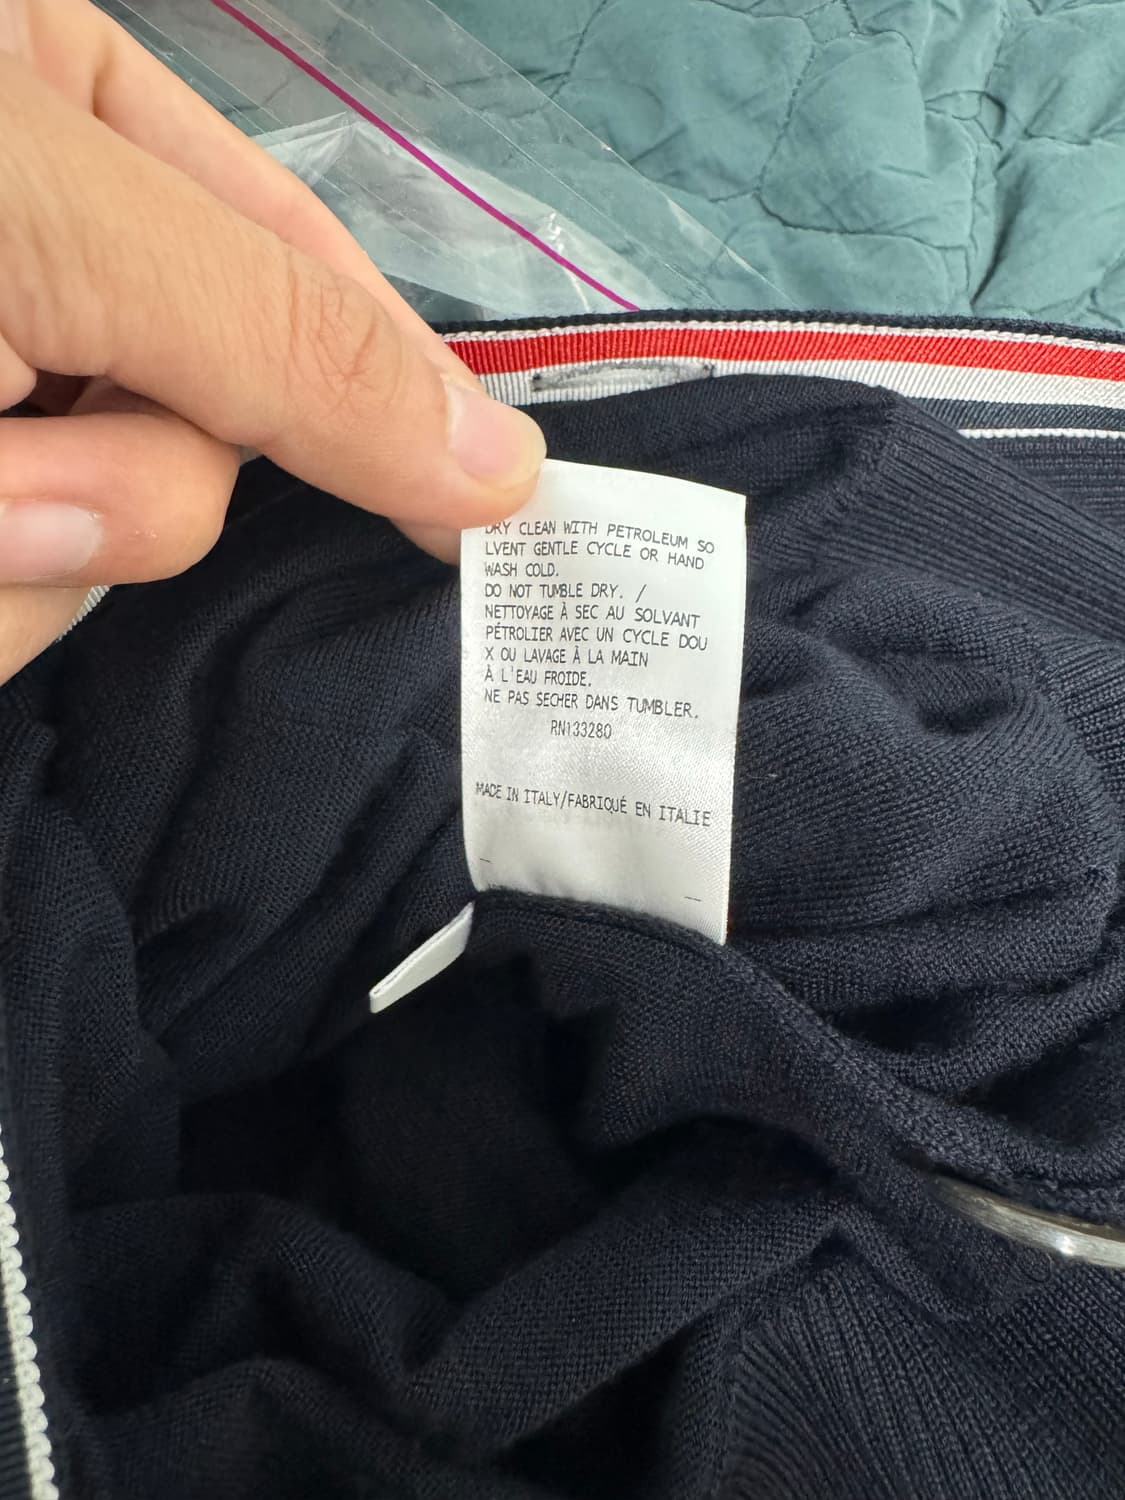 DRY CLEAN WITH PETROLEUM SO
LVENT GENTLE CYCLE OR HAND
WASH COLD.
DO NOT TUMBLE DRY. /
NETTOYAGE À SEC AU SOLVANT
PÉTROLIER AVEC UN CYCLE DOU
X OU LAVAGE À LA MAIN
À L'EAU FROIDE.
NE PAS SECHER DANS TUMBLER.
RN133280
MADE IN ITALY/FABRIQUÉ EN ITALIE